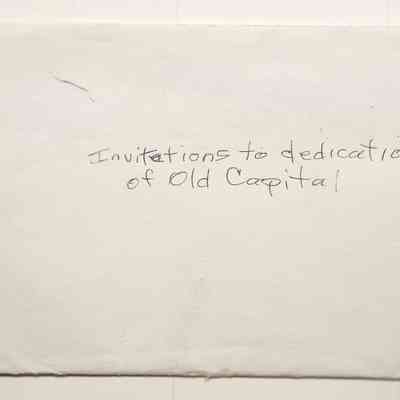 Invitations to dedicatio
of Old Capital